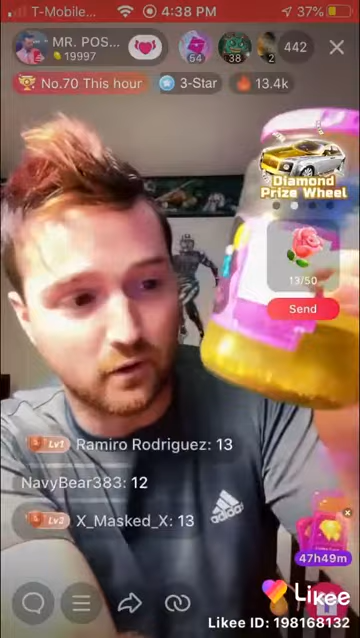 T-Mobile
4:38 PM
37%
MR. POS...
19997
54
38
2
442
No.70 This hour
3-Star
13.4k
Diamond
Prize Wheel
13/50
Send
Lv1 Ramiro Rodriguez: 13
NavyBear383: 12
Lv2 X_Masked_X: 13
adidas
47h49m
Likee
Likee ID: 198168132